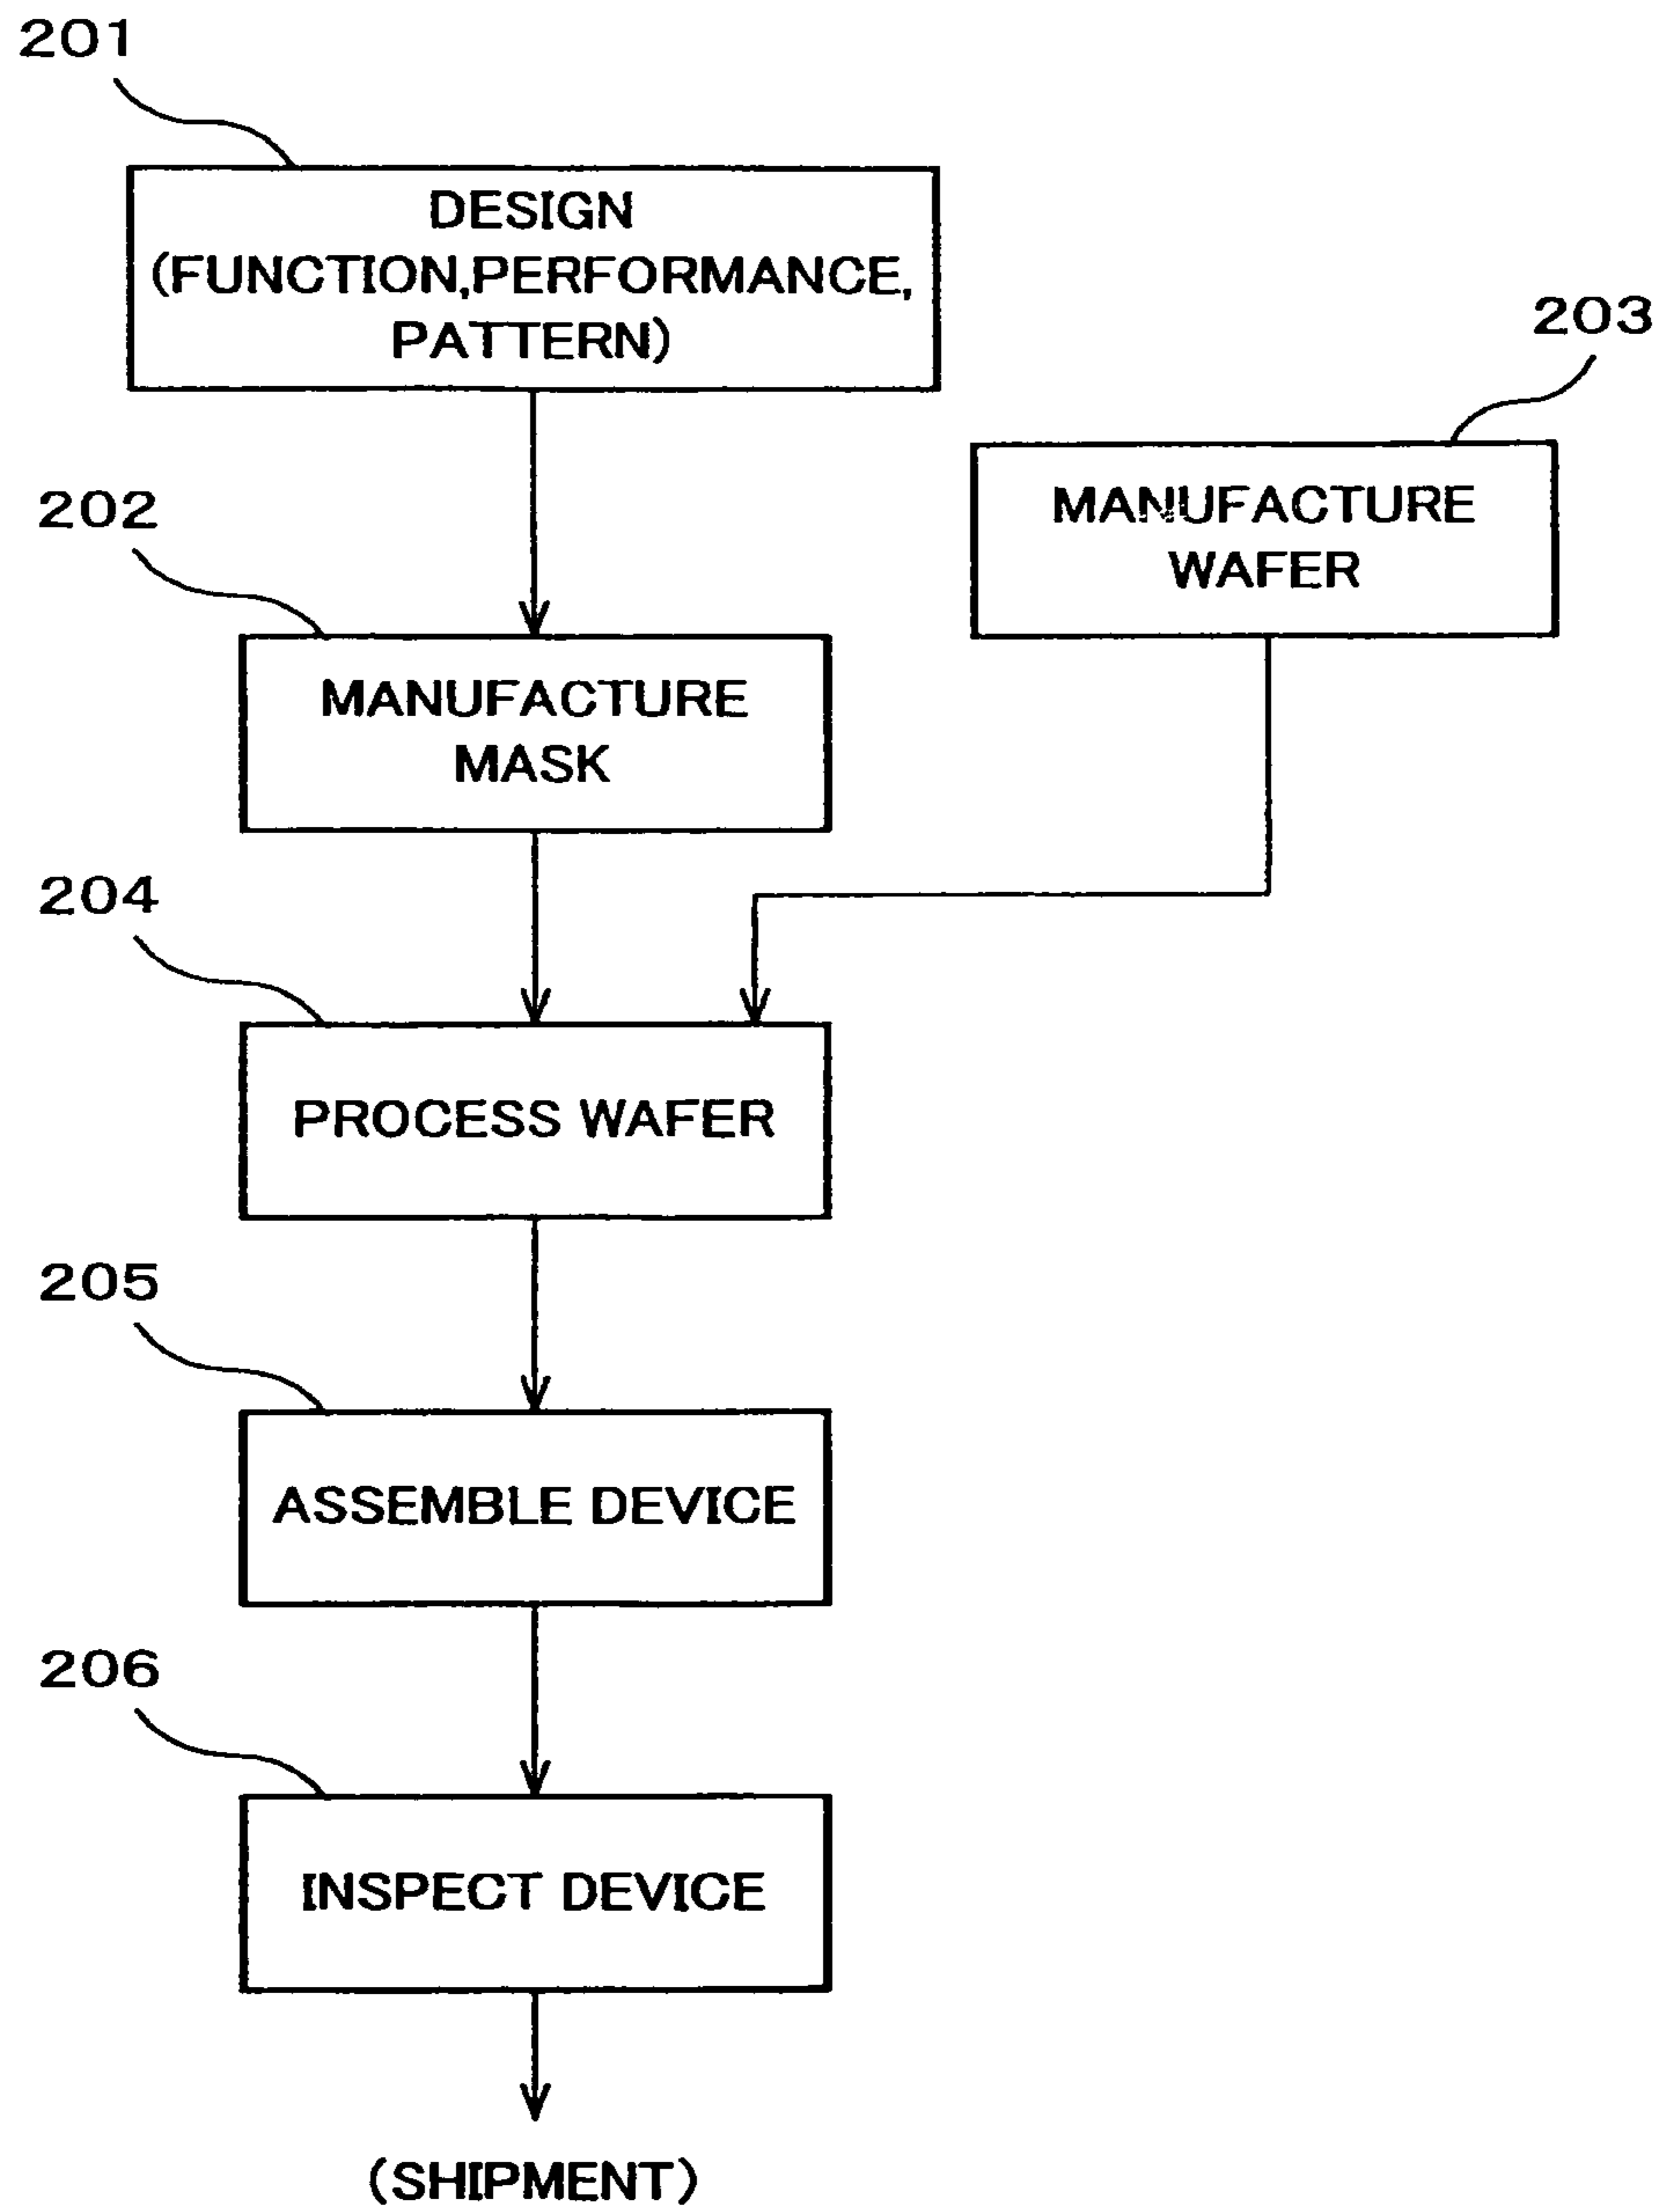 201
DESIGN
(FUNCTION,PERFORMANCE,
PATTERN)
203
MANUFACTURE
WAFER
202
MANUFACTURE
MASK
204
PROCESS WAFER
205
ASSEMBLE DEVICE
206
INSPECT DEVICE
(SHIPMENT)